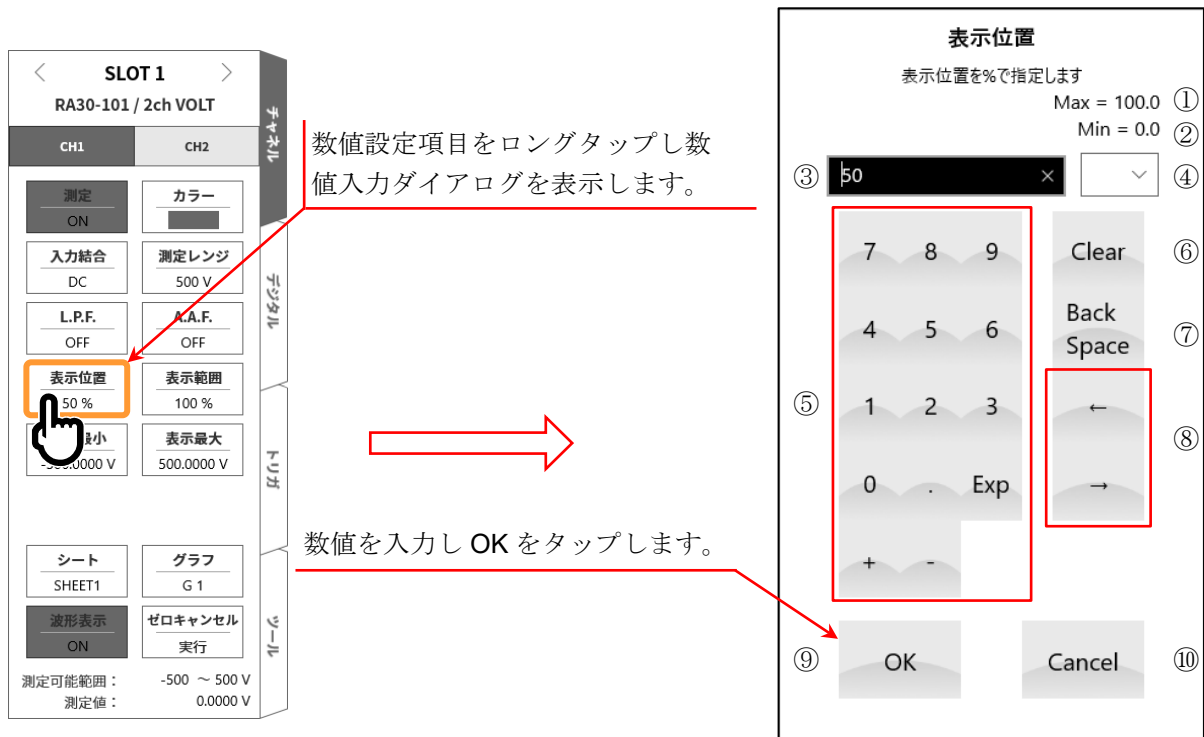 SLOT 1
RA30-101 / 2ch VOLT
CH1
CH2
測定
ON
カラー
入力結合
DC
測定レンジ
500 V
L.P.F.
OFF
A.A.F.
OFF
表示位置
50 %
表示範囲
100 %
最小
-500.0000 V
表示最大
500.0000 V
シート
SHEET1
グラフ
G 1
波形表示
ON
ゼロキャンセル
実行
測定可能範囲：
-500 ～ 500 V
測定値：
0.0000 V
チャネル
デジタル
トリガ
ツール
数値設定項目をロングタップし数
値入力ダイアログを表示します。
数値を入力し OK をタップします。
表示位置
表示位置を%で指定します
Max = 100.0 ①
Min = 0.0 ②
③ 50 × ④
7 8 9 Clear ⑥
4 5 6 Back Space ⑦
⑤ 1 2 3 ←
⑧
0 . Exp →
+ -
⑨ OK Cancel ⑩